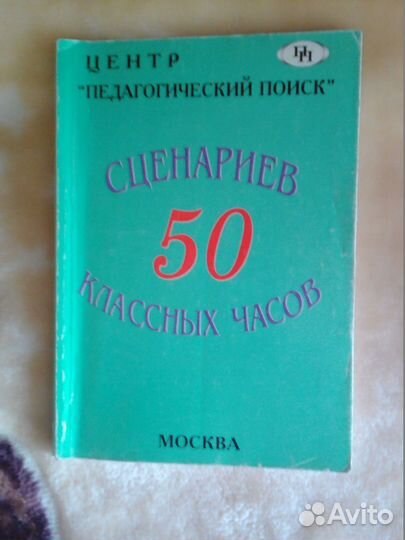 ЦЕНТР
"ПЕДАГОГИЧЕСКИЙ ПОИСК"
СЦЕНАРИЕВ
50
КЛАССНЫХ ЧАСОВ
МОСКВА
Avito